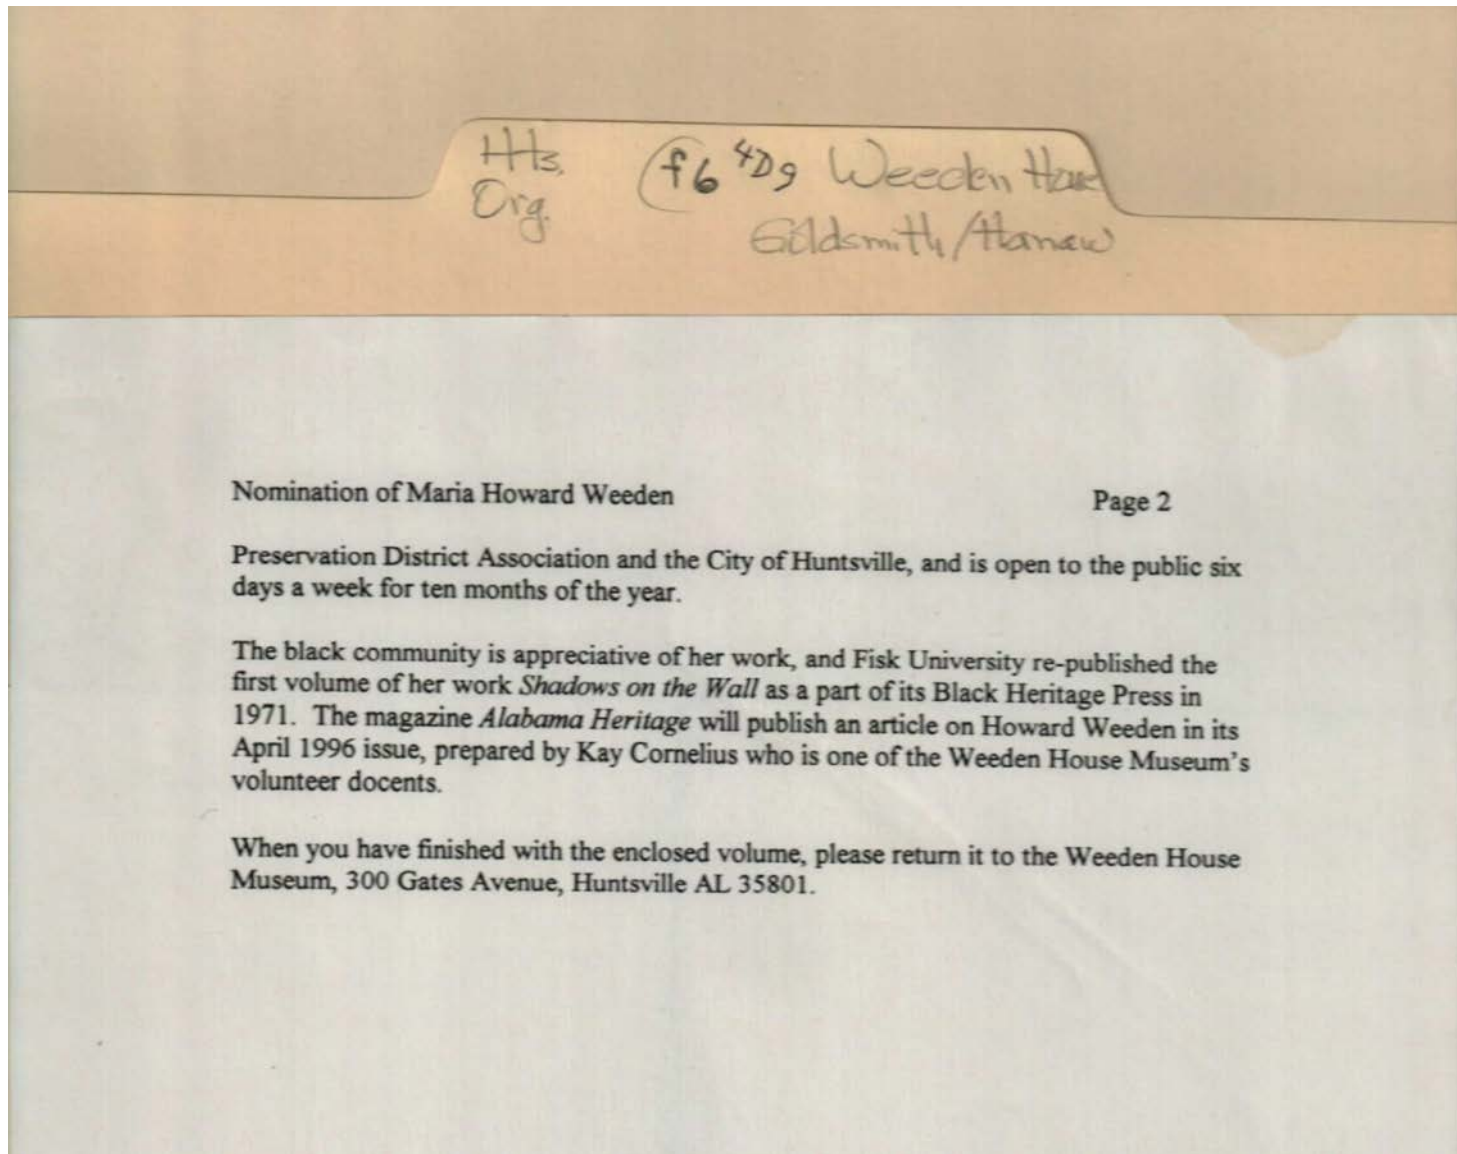 Hts. (f6 4Dg Weeden House
Org. Goldsmith/
Nomination of Maria Howard Weeden Page 2
Preservation District Association and the City of Huntsville, and is open to the public six
days a week for ten months of the year.
The black community is appreciative of her work, and Fisk University re-published the
first volume of her work Shadows on the Wall as a part of its Black Heritage Press in
1971. The magazine Alabama Heritage will publish an article on Howard Weeden in its
April 1996 issue, prepared by Kay Cornelius who is one of the Weeden House Museum's
volunteer docents.
When you have finished with the enclosed volume, please return it to the Weeden House
Museum, 300 Gates Avenue, Huntsville AL 35801.